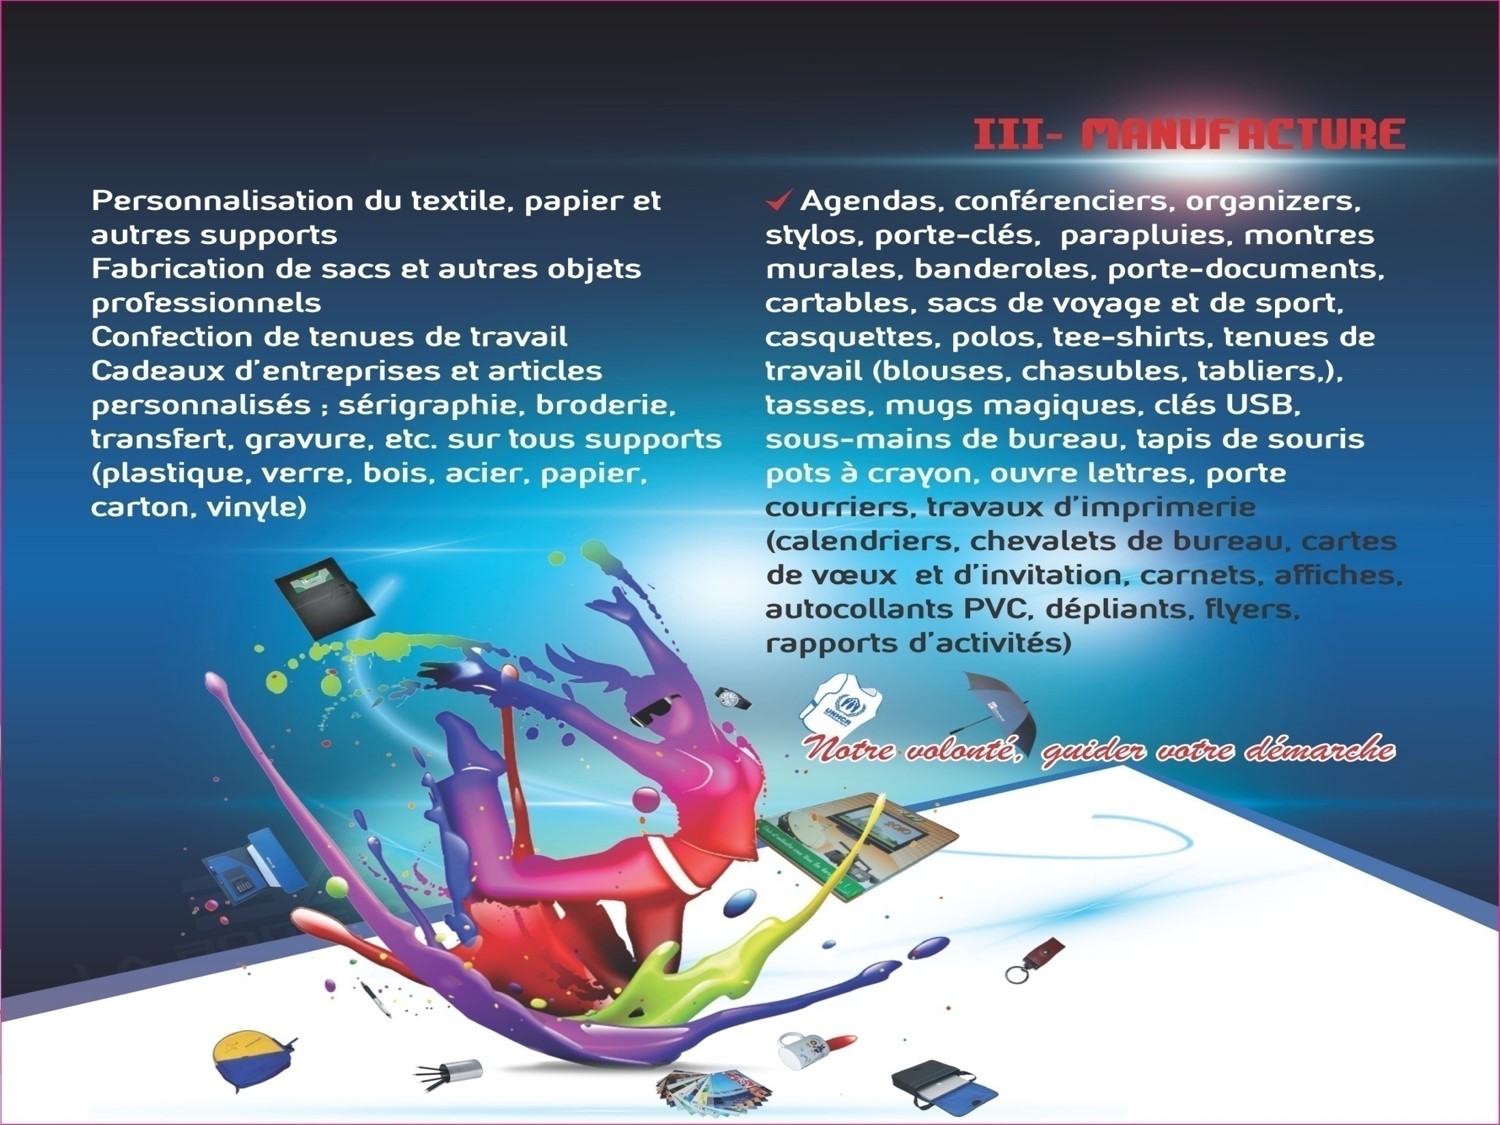 III- MANUFACTURE
Personnalisation du textile, papier et
autres supports
Fabrication de sacs et autres objets
professionnels
Confection de tenues de travail
Cadeaux d'entreprises et articles
personnalisés ; sérigraphie, broderie,
transfert, gravure, etc. sur tous supports
(plastique, verre, bois, acier, papier,
carton, vinyle)
Agendas, conférenciers, organizers,
stylos, porte-clés, parapluies, montres
murales, banderoles, porte-documents,
cartables, sacs de voyage et de sport,
casquettes, polos, tee-shirts, tenues de
travail (blouses, chasubles, tabliers,),
tasses, mugs magiques, clés USB,
sous-mains de bureau, tapis de souris
pots à crayon, ouvre lettres, porte
courriers, travaux d'imprimerie
(calendriers, chevalets de bureau, cartes
de vœux et d'invitation, carnets, affiches,
autocollants PVC, dépliants, flyers,
rapports d'activités)
UNHCR
Notre volonté, guider votre démarche